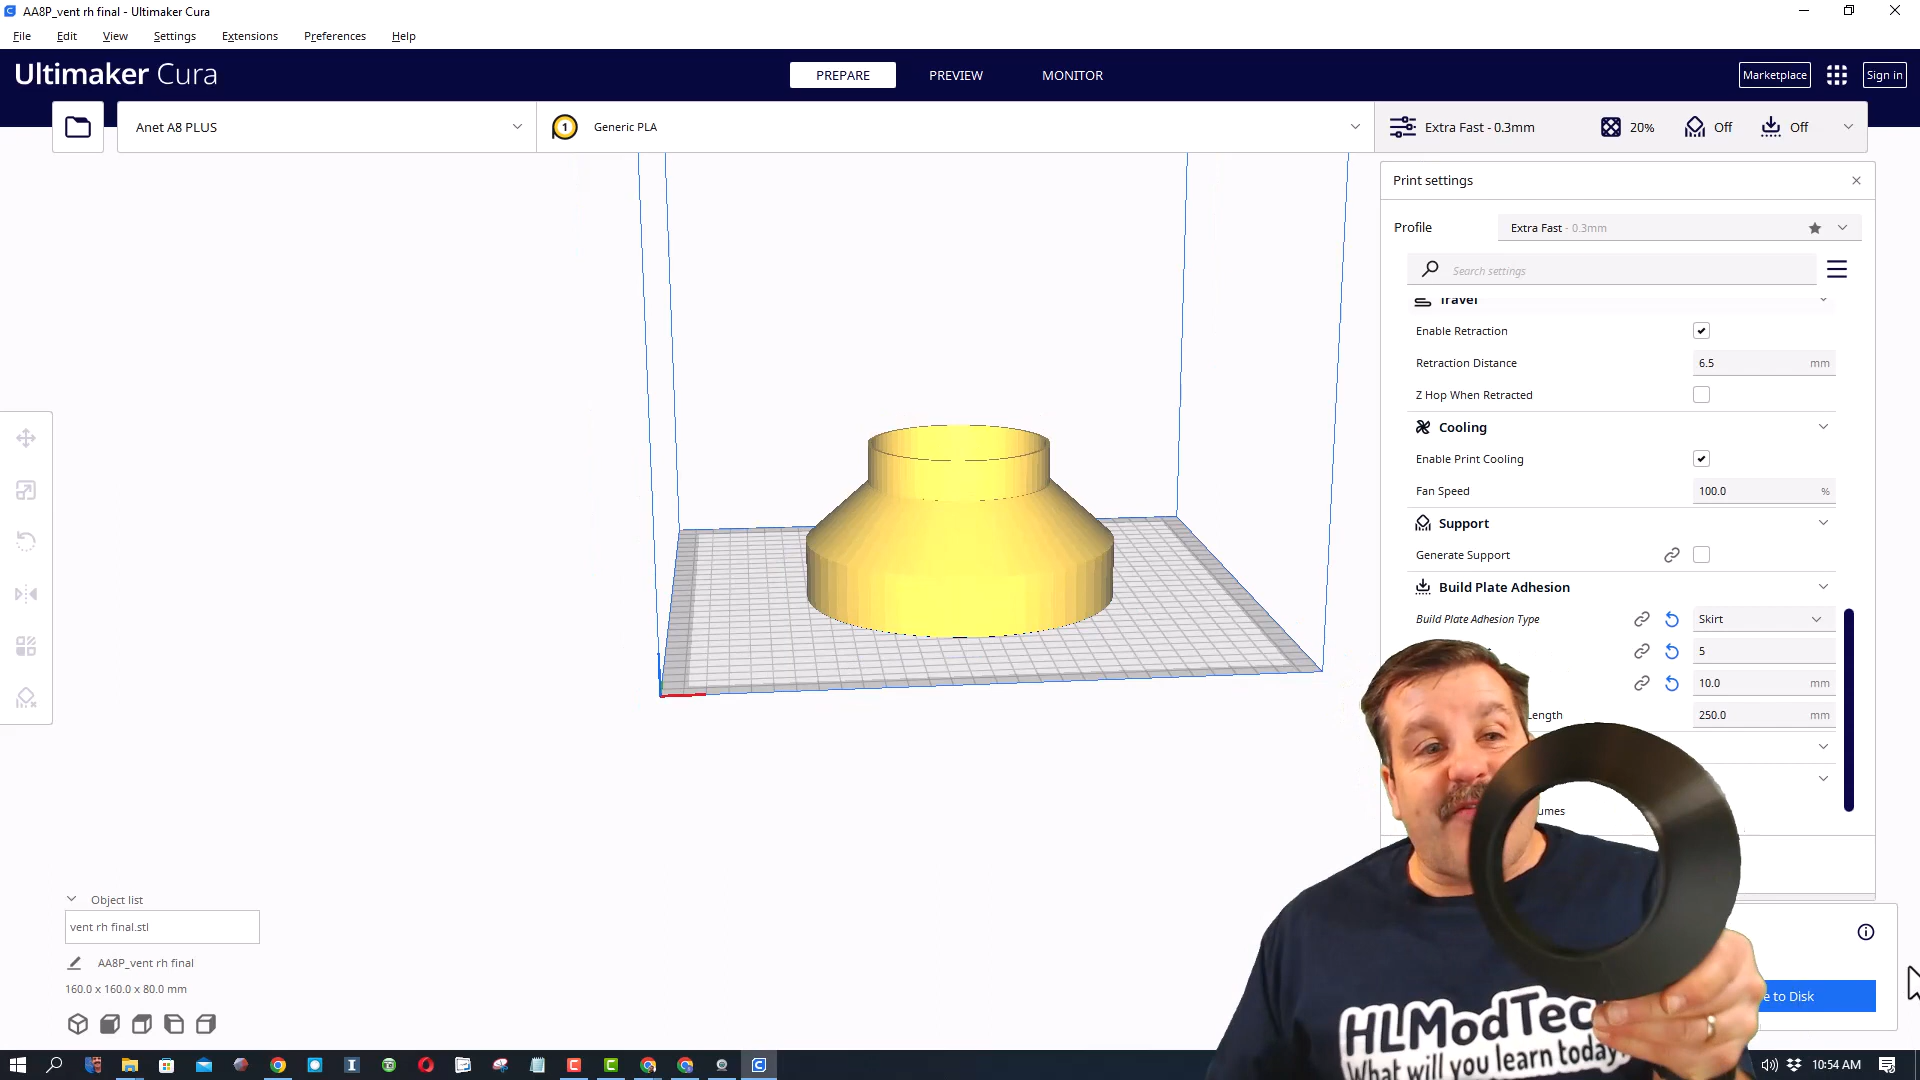 AA8P_vent rh final - Ultimaker Cura
File Edit View Settings Extensions Preferences Help
Ultimaker Cura
PREPARE PREVIEW MONITOR
Marketplace Sign in
Anet A8 PLUS
1 Generic PLA
Extra Fast - 0.3mm 20% Off Off
Print settings
Profile Extra Fast - 0.3mm
Search settings
Travel
Enable Retraction
Retraction Distance 6.5 mm
Z Hop When Retracted
Cooling
Enable Print Cooling
Fan Speed 100.0 %
Support
Generate Support
Build Plate Adhesion
Build Plate Adhesion Type Skirt
5
10.0 mm
Length 250.0 mm
umes
Object list
vent rh final.stl
AA8P_vent rh final
160.0 x 160.0 x 80.0 mm
e to Disk
HLModTec
What will you learn today?
10:54 AM